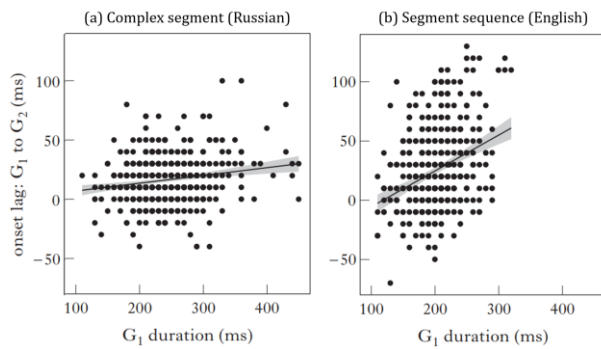 (a) Complex segment (Russian)
(b) Segment sequence (English)
onset lag: G₁ to G₂ (ms)
100
50
0
−50
100
50
0
−50
100 200 300 400
100 200 300 400
G₁ duration (ms)
G₁ duration (ms)